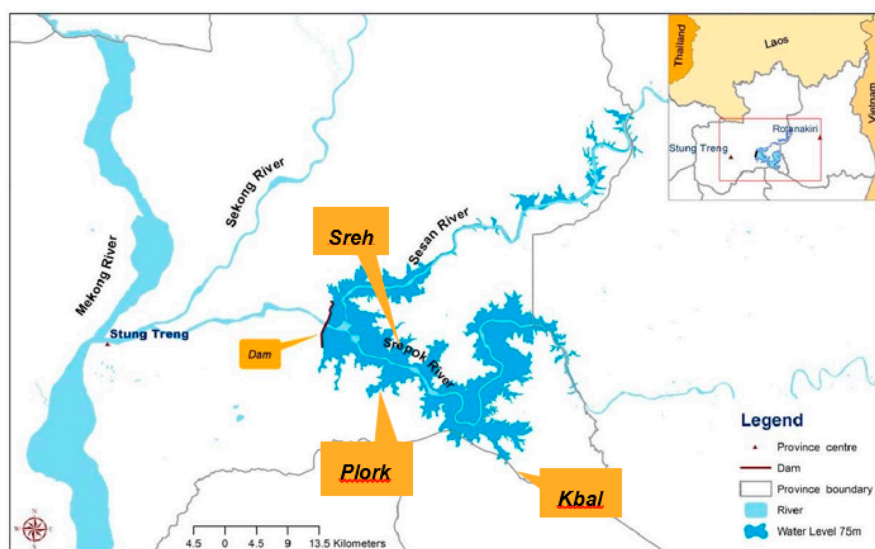 Thailand
Laos
Vietnam
Rotanakiri
Stung Treng
Sekong River
Sreh
Sesan River
Mekong River
Stung Treng
Dam
Srepok River
Plork
Kbal
Legend
Province centre
Dam
Province boundary
River
Water Level 75m
N
W
E
S
4.5 0 4.5 9 13.5 Kilometers